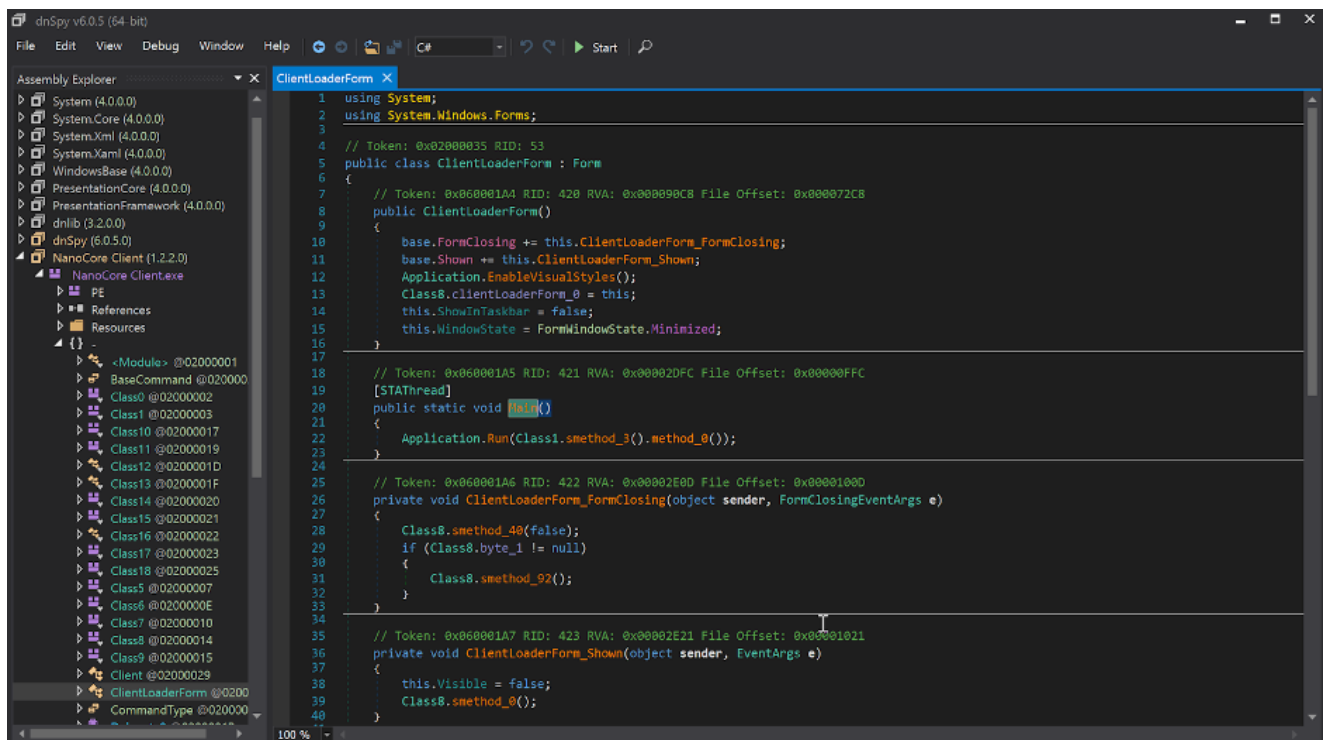 dnSpy v6.0.5 (64-bit)
File Edit View Debug Window Help C# Start
Assembly Explorer
System (4.0.0.0)
System.Core (4.0.0.0)
System.Xml (4.0.0.0)
System.Xaml (4.0.0.0)
WindowsBase (4.0.0.0)
PresentationCore (4.0.0.0)
PresentationFramework (4.0.0.0)
dnlib (3.2.0.0)
dnSpy (6.0.5.0)
NanoCore Client (1.2.2.0)
NanoCore Client.exe
PE
References
Resources
{} -
<Module> @02000001
BaseCommand @020000
Class0 @02000002
Class1 @02000003
Class10 @02000017
Class11 @02000019
Class12 @0200001D
Class13 @0200001F
Class14 @02000020
Class15 @02000021
Class16 @02000022
Class17 @02000023
Class18 @02000025
Class5 @02000007
Class6 @0200000E
Class7 @02000010
Class8 @02000014
Class9 @02000015
Client @02000029
ClientLoaderForm @0200
CommandType @020000
ClientLoaderForm
1 using System;
2 using System.Windows.Forms;
3
4 // Token: 0x02000035 RID: 53
5 public class ClientLoaderForm : Form
6 {
7 // Token: 0x060001A4 RID: 420 RVA: 0x000090C8 File Offset: 0x000072C8
8 public ClientLoaderForm()
9 {
10 base.FormClosing += this.ClientLoaderForm_FormClosing;
11 base.Shown += this.ClientLoaderForm_Shown;
12 Application.EnableVisualStyles();
13 Class8.clientLoaderForm_0 = this;
14 this.ShowInTaskbar = false;
15 this.WindowState = FormWindowState.Minimized;
16 }
17
18 // Token: 0x060001A5 RID: 421 RVA: 0x00002DFC File Offset: 0x00000FFC
19 [STAThread]
20 public static void Main()
21 {
22 Application.Run(Class1.smethod_3().method_0());
23 }
24
25 // Token: 0x060001A6 RID: 422 RVA: 0x00002E0D File Offset: 0x0000100D
26 private void ClientLoaderForm_FormClosing(object sender, FormClosingEventArgs e)
27 {
28 Class8.smethod_40(false);
29 if (Class8.byte_1 != null)
30 {
31 Class8.smethod_92();
32 }
33 }
34
35 // Token: 0x060001A7 RID: 423 RVA: 0x00002E21 File Offset: 0x00001021
36 private void ClientLoaderForm_Shown(object sender, EventArgs e)
37 {
38 this.Visible = false;
39 Class8.smethod_0();
40 }
100 %